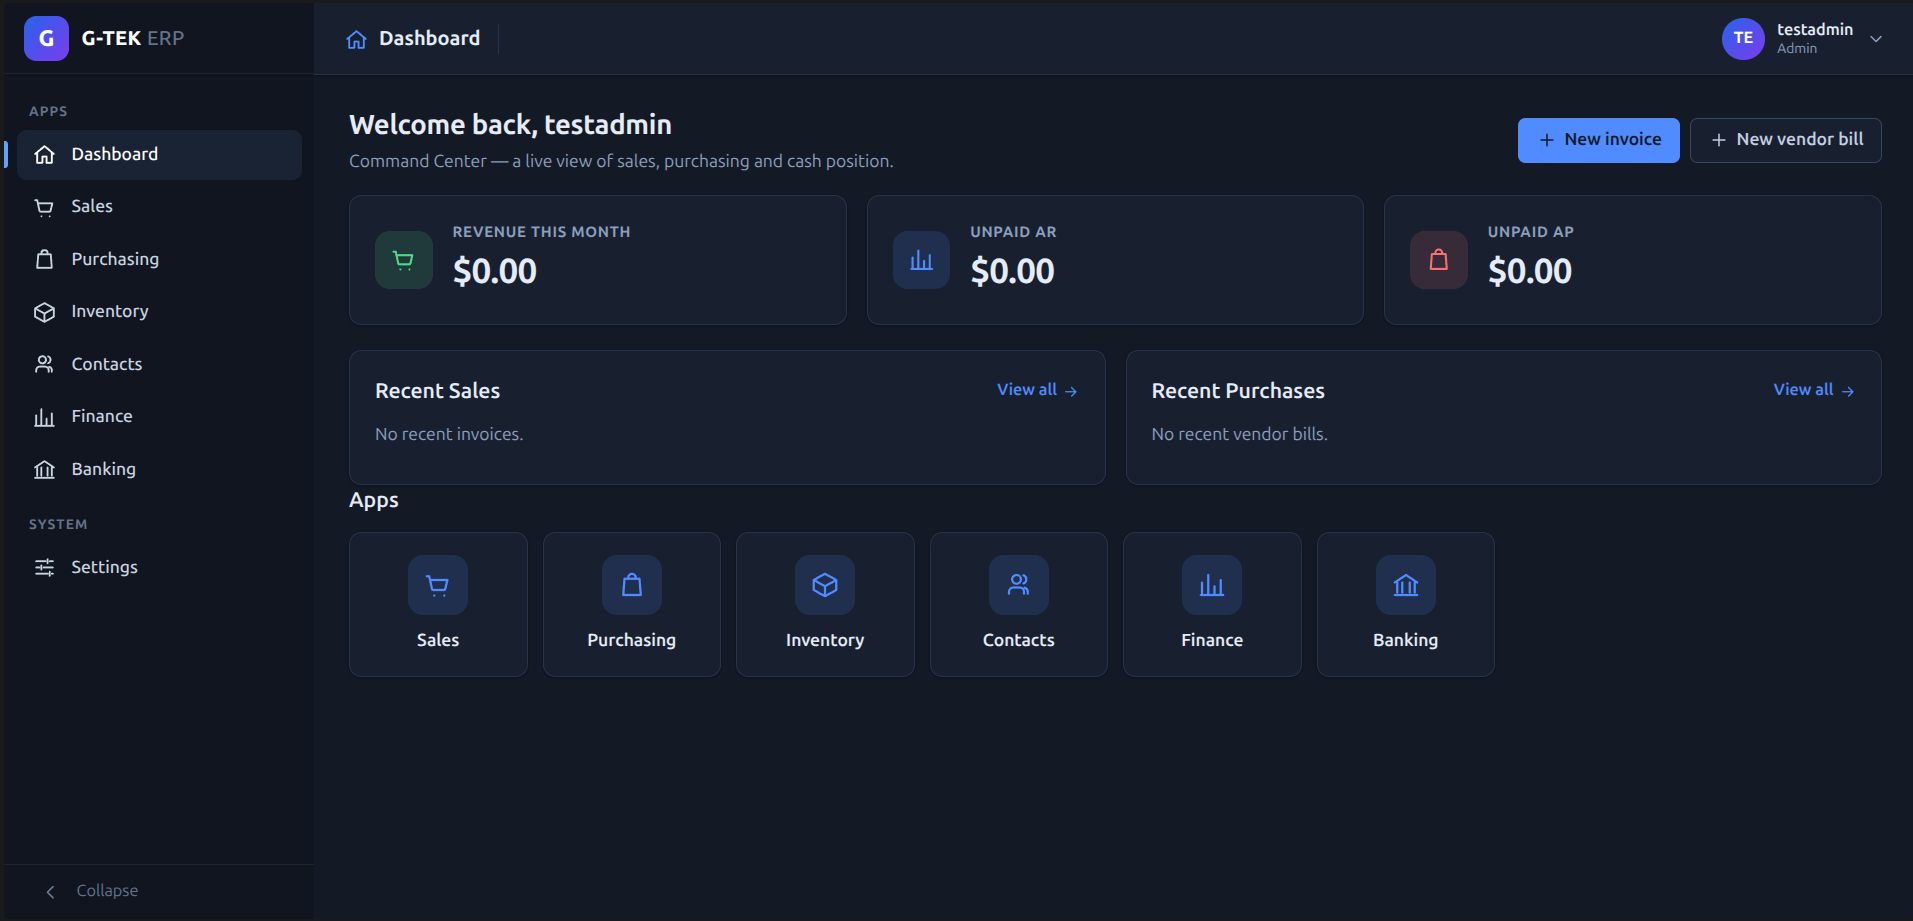 G G-TEK ERP
APPS
Dashboard
Sales
Purchasing
Inventory
Contacts
Finance
Banking
SYSTEM
Settings
Collapse
Dashboard
TE testadmin
Admin
Welcome back, testadmin
Command Center — a live view of sales, purchasing and cash position.
+ New invoice
+ New vendor bill
REVENUE THIS MONTH
$0.00
UNPAID AR
$0.00
UNPAID AP
$0.00
Recent Sales
View all →
No recent invoices.
Recent Purchases
View all →
No recent vendor bills.
Apps
Sales
Purchasing
Inventory
Contacts
Finance
Banking